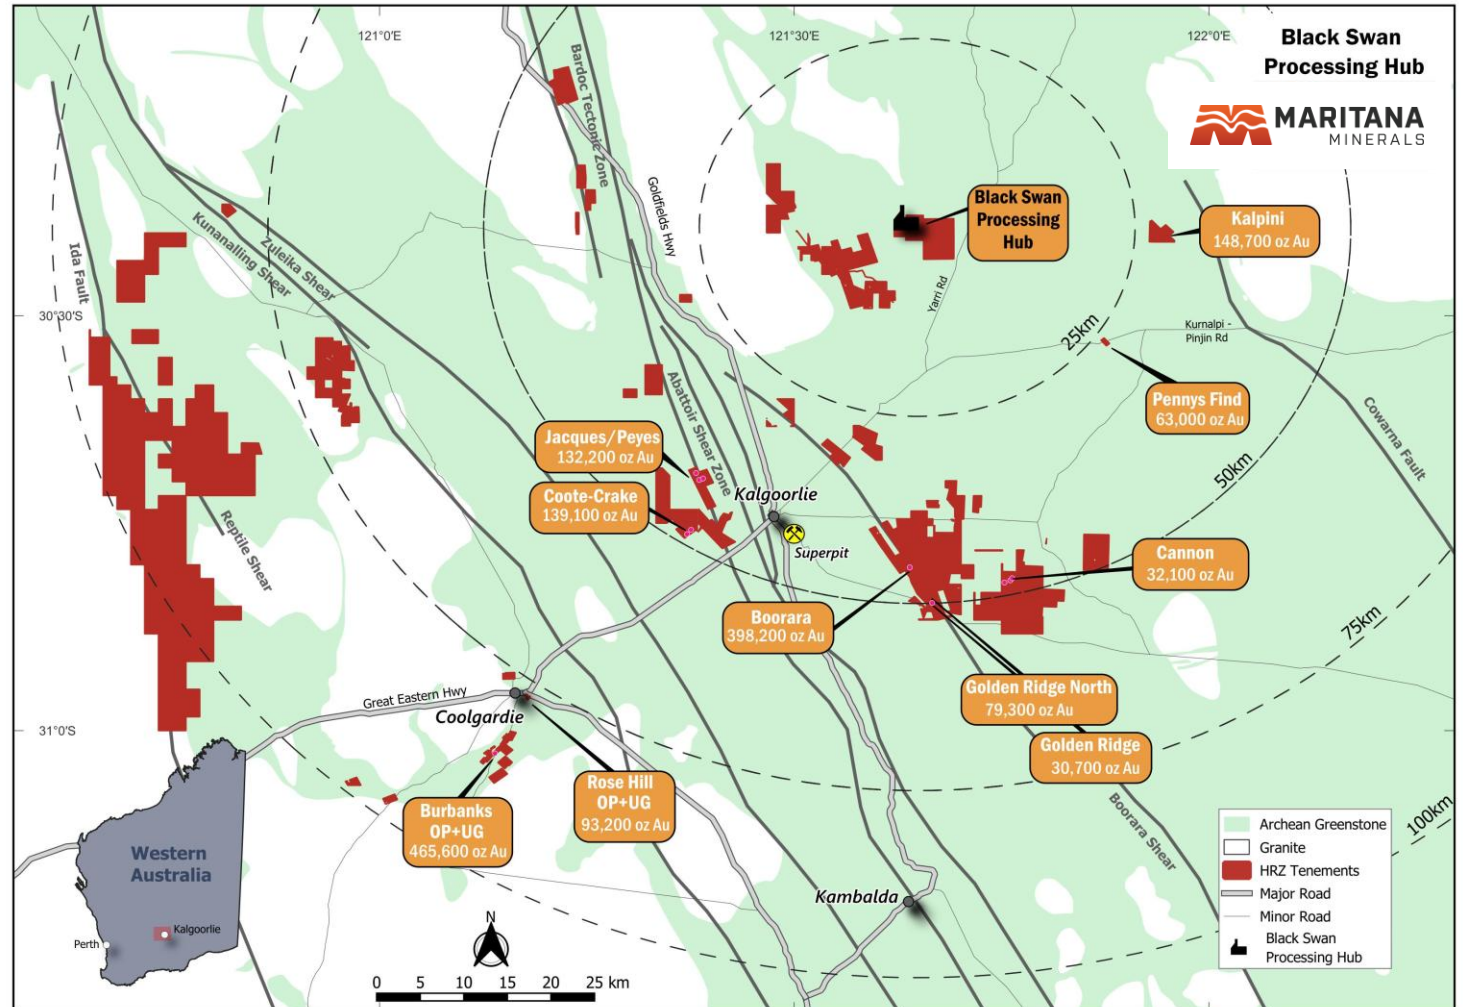 121°0'E
121°30'E
122°0'E
Black Swan
Processing Hub
MARITANA
MINERALS
Bardoc Tectonic Zone
Goldfields Hwy
Black Swan
Processing
Hub
Kalpini
148,700 oz Au
Ida Fault
Kunanalling Shear
Zuleika Shear
Yarri Rd
30°30'S
Kurnalpi -
Pinjin Rd
25km
Pennys Find
63,000 oz Au
Abattoir Shear Zone
Cowarna Fault
Jacques/Peyes
132,200 oz Au
Coote-Crake
139,100 oz Au
Kalgoorlie
Superpit
50km
Reptile Shear
Cannon
32,100 oz Au
Boorara
398,200 oz Au
75km
Golden Ridge North
79,300 oz Au
Golden Ridge
30,700 oz Au
Great Eastern Hwy
Coolgardie
31°0'S
Rose Hill
OP+UG
93,200 oz Au
Burbanks
OP+UG
465,600 oz Au
Boorara Shear
100km
Kambalda
Western
Australia
Kalgoorlie
Perth
N
0 5 10 15 20 25 km
Archean Greenstone
Granite
HRZ Tenements
Major Road
Minor Road
Black Swan
Processing Hub